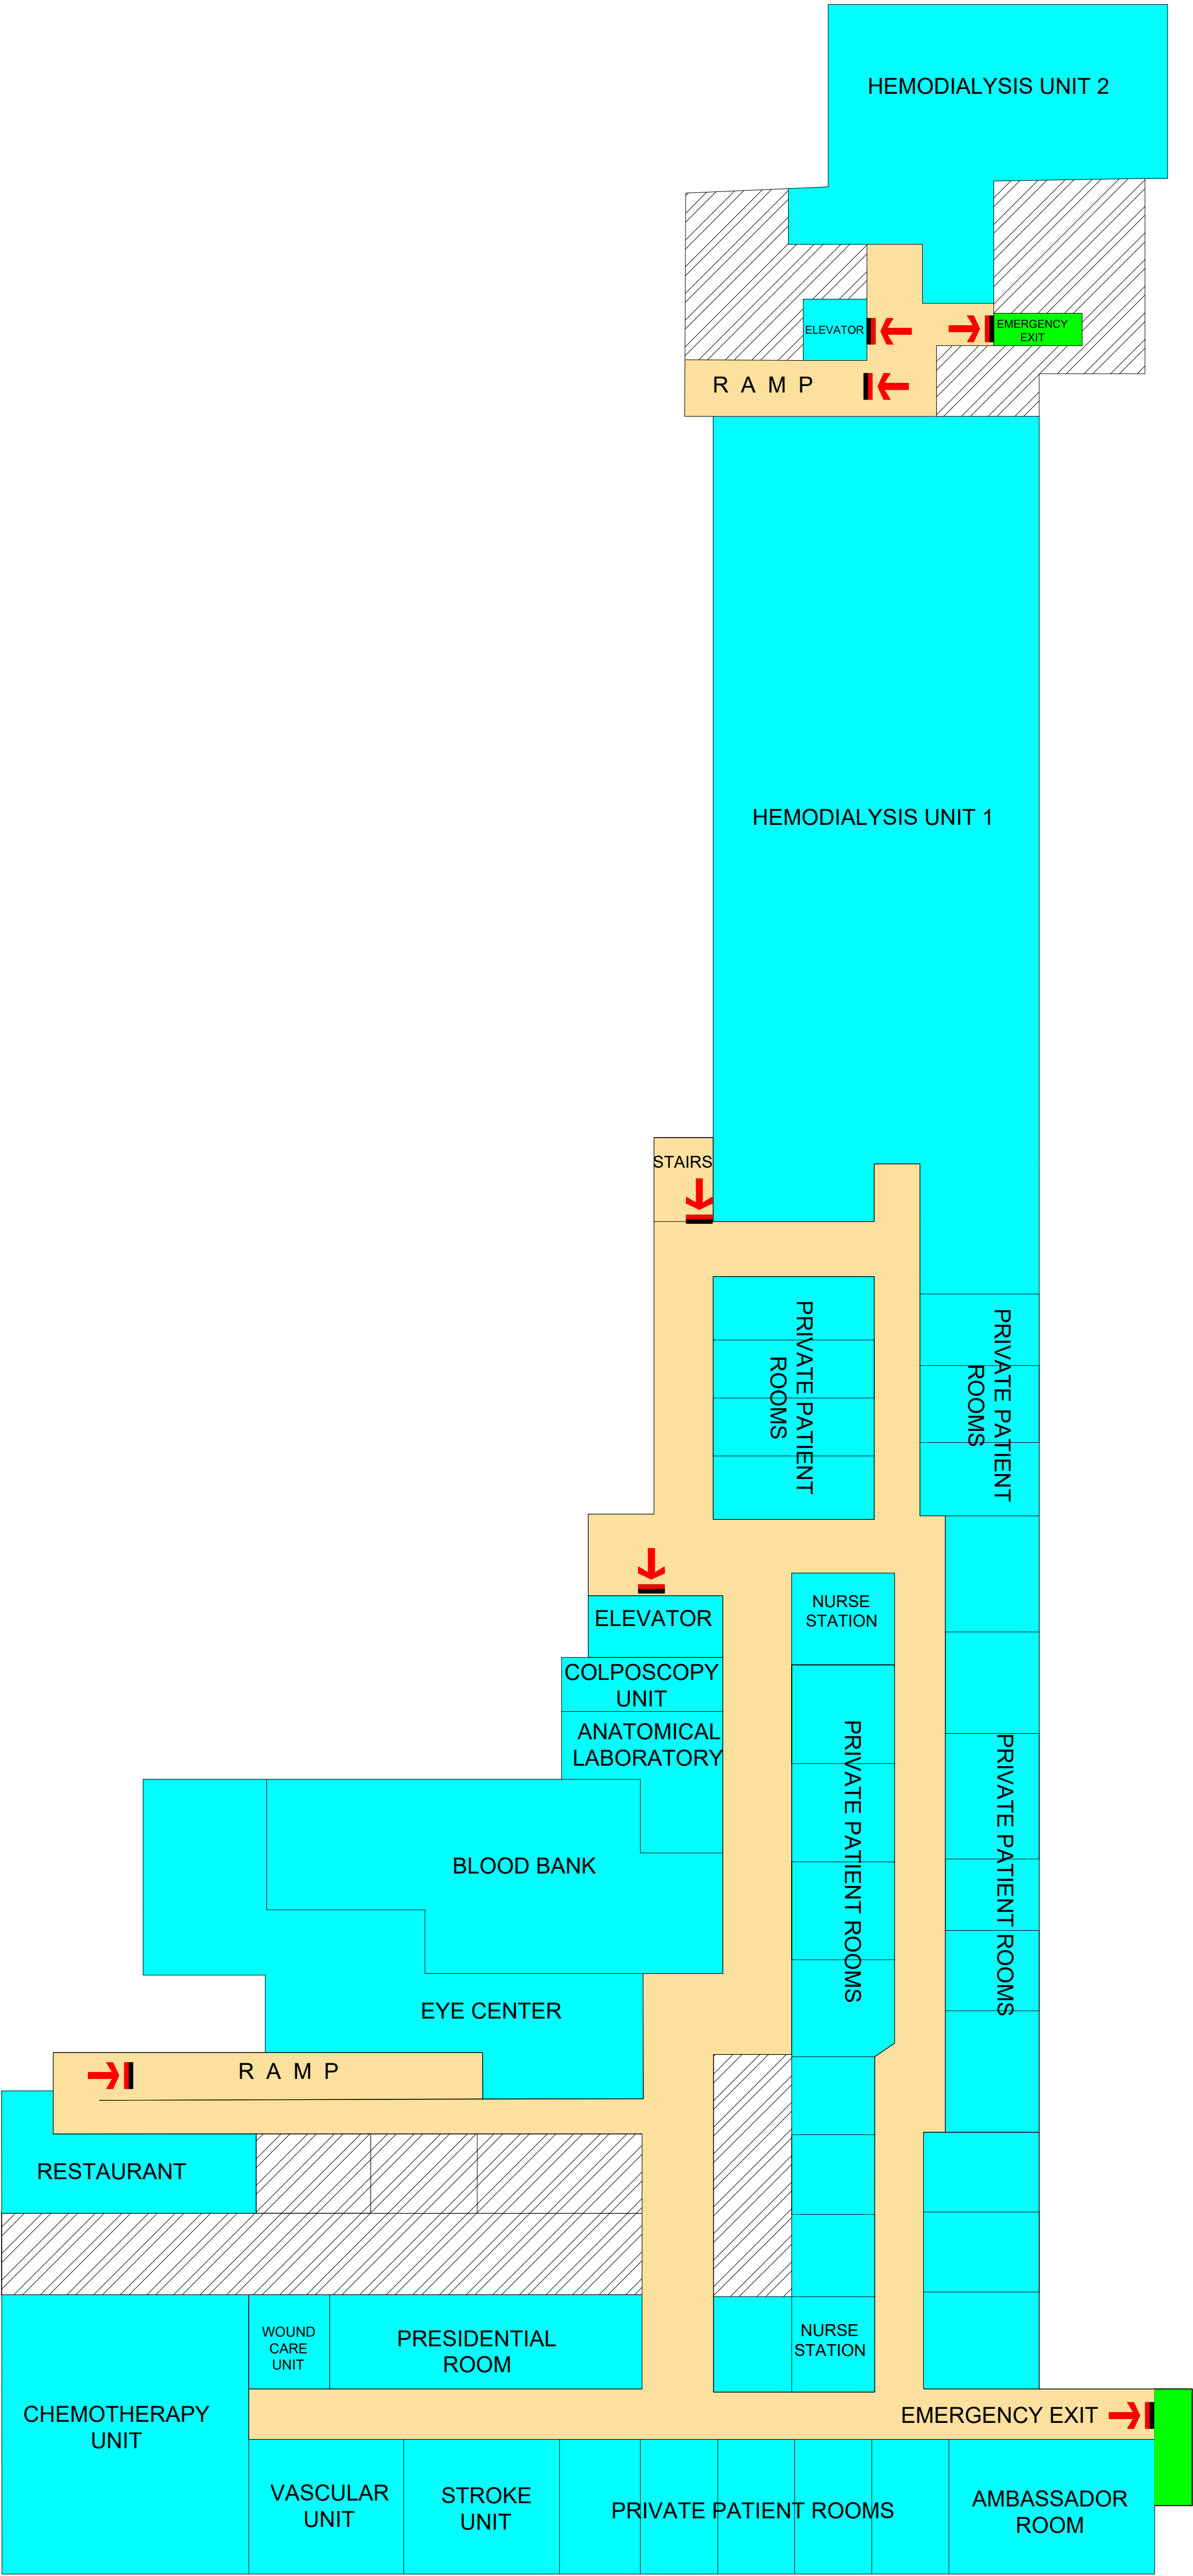 HEMODIALYSIS UNIT 2
ELEVATOR
EMERGENCY
EXIT
R A M P
HEMODIALYSIS UNIT 1
STAIRS
PRIVATE PATIENT
ROOMS
PRIVATE PATIENT
ROOMS
ELEVATOR
NURSE
STATION
COLPOSCOPY
UNIT
ANATOMICAL
LABORATORY
PRIVATE PATIENT ROOMS
PRIVATE PATIENT ROOMS
BLOOD BANK
EYE CENTER
R A M P
RESTAURANT
WOUND
CARE
UNIT
PRESIDENTIAL
ROOM
NURSE
STATION
CHEMOTHERAPY
UNIT
EMERGENCY EXIT
VASCULAR
UNIT
STROKE
UNIT
PRIVATE PATIENT ROOMS
AMBASSADOR
ROOM